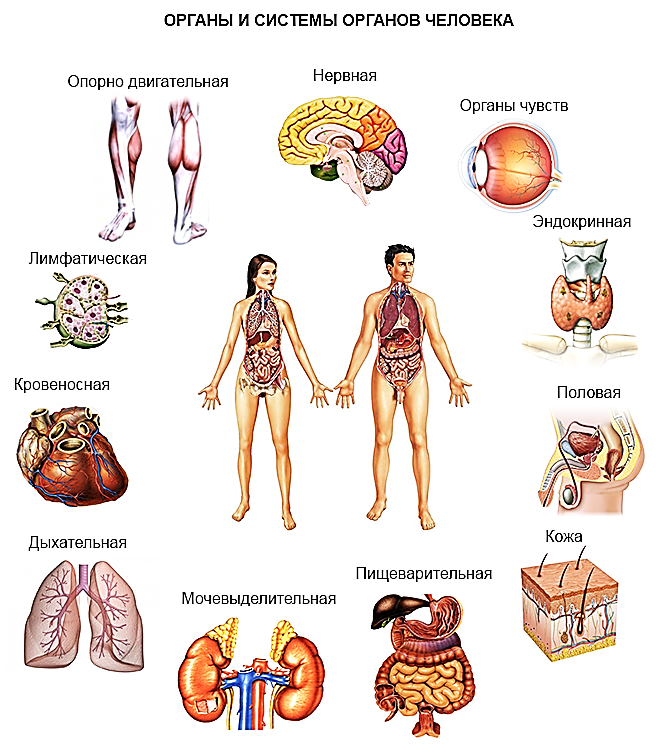 ОРГАНЫ И СИСТЕМЫ ОРГАНОВ ЧЕЛОВЕКА
Опорно двигательная
Нервная
Органы чувств
Эндокринная
Лимфатическая
Кровеносная
Половая
Дыхательная
Кожа
Мочевыделительная
Пищеварительная